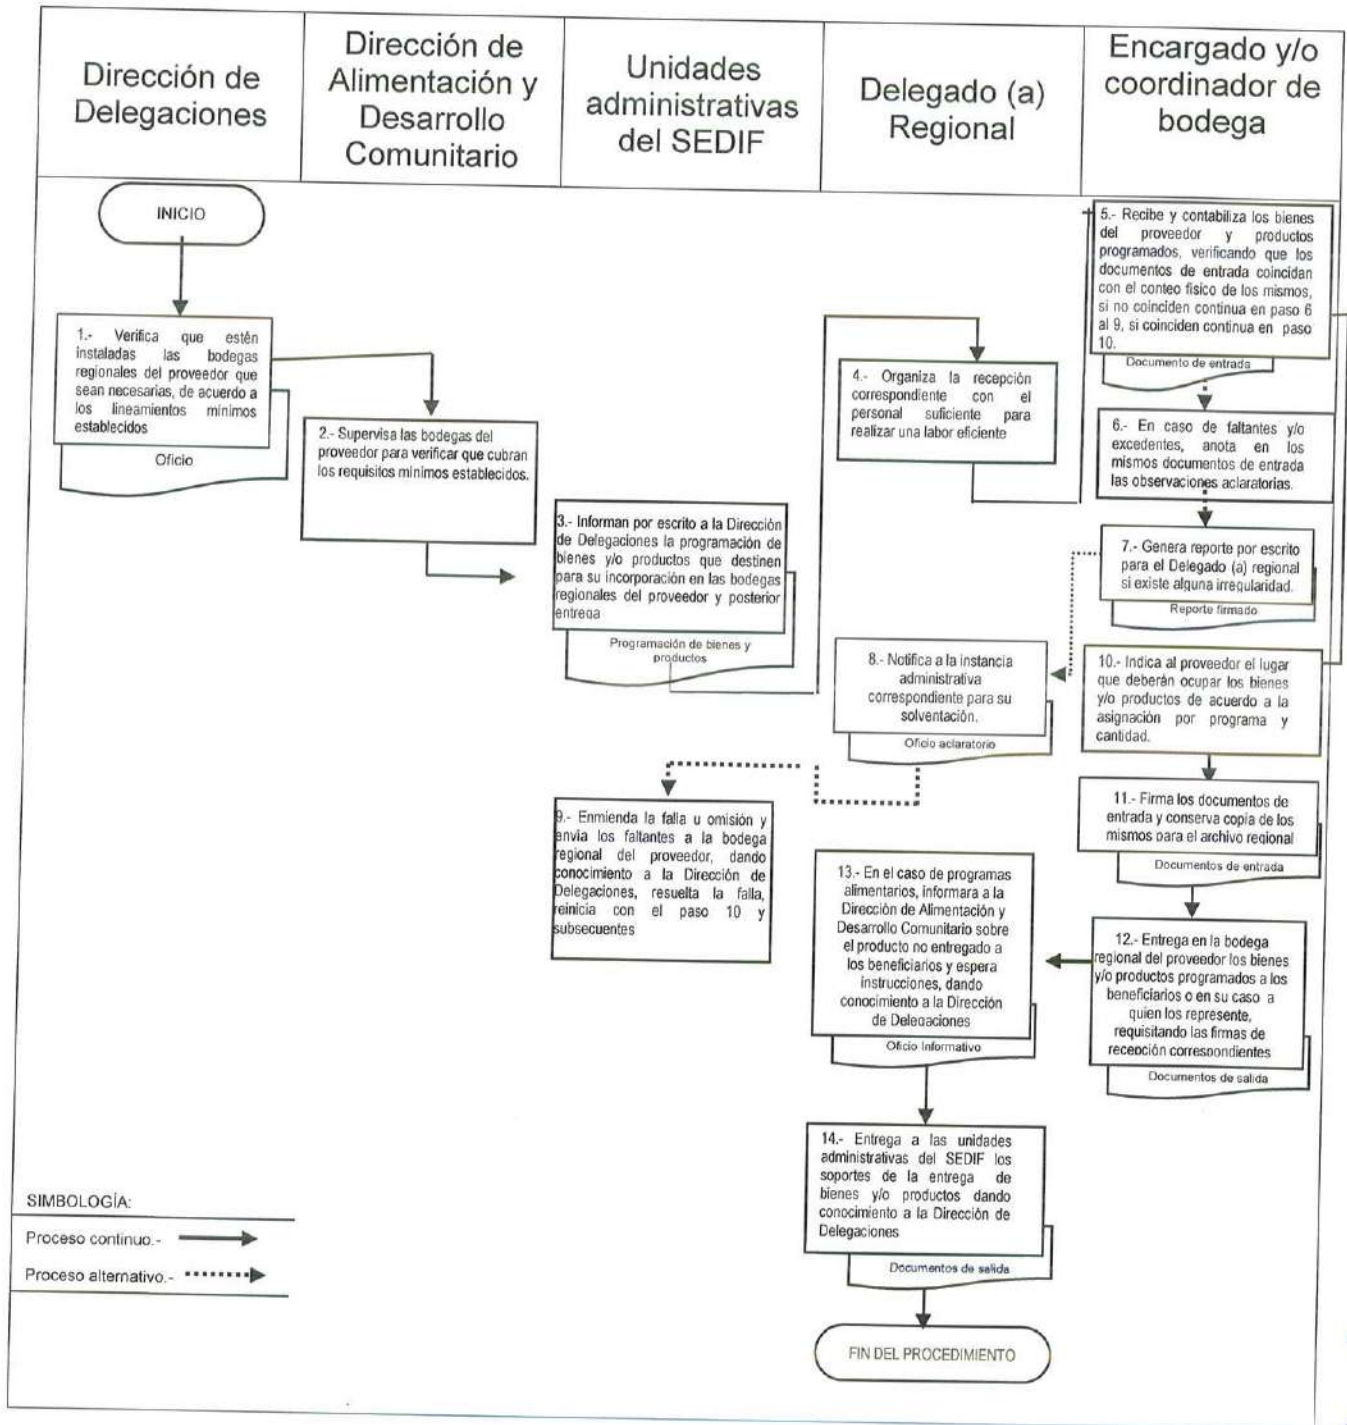 Dirección de
Delegaciones
Dirección de
Alimentación y
Desarrollo
Comunitario
Unidades
administrativas
del SEDIF
Delegado (a)
Regional
Encargado y/o
coordinador de
bodega
INICIO
1.- Verifica que estén
instaladas las bodegas
regionales del proveedor que
sean necesarias, de acuerdo a
los lineamientos mínimos
establecidos
Oficio
2.- Supervisa las bodegas del
proveedor para verificar que cubran
los requisitos mínimos establecidos.
3.- Informan por escrito a la Dirección
de Delegaciones la programación de
bienes y/o productos que destinen
para su incorporación en las bodegas
regionales del proveedor y posterior
entrega
Programación de bienes y
productos
4.- Organiza la recepción
correspondiente con el
personal suficiente para
realizar una labor eficiente
5.- Recibe y contabiliza los bienes
del proveedor y productos
programados, verificando que los
documentos de entrada coincidan
con el conteo físico de los mismos,
si no coinciden continua en paso 6
al 9, si coinciden continua en paso
10.
Documento de entrada
6.- En caso de faltantes y/o
excedentes, anota en los
mismos documentos de entrada
las observaciones aclaratorias.
7.- Genera reporte por escrito
para el Delegado (a) regional
si existe alguna irregularidad.
Reporte firmado
8.- Notifica a la instancia
administrativa
correspondiente para su
solventación.
Oficio aclaratorio
9.- Enmienda la falla u omisión y
envia los faltantes a la bodega
regional del proveedor, dando
conocimiento a la Dirección de
Delegaciones, resuelta la falla,
reinicia con el paso 10 y
subsecuentes
10.- Indica al proveedor el lugar
que deberán ocupar los bienes
y/o productos de acuerdo a la
asignación por programa y
cantidad.
11.- Firma los documentos de
entrada y conserva copia de los
mismos para el archivo regional
Documentos de entrada
12.- Entrega en la bodega
regional del proveedor los bienes
y/o productos programados a los
beneficiarios o en su caso a
quien los represente,
requisitando las firmas de
recepción correspondientes
Documentos de salida
13.- En el caso de programas
alimentarios, informara a la
Dirección de Alimentación y
Desarrollo Comunitario sobre
el producto no entregado a
los beneficiarios y espera
instrucciones, dando
conocimiento a la Dirección
de Delegaciones
Oficio Informativo
14.- Entrega a las unidades
administrativas del SEDIF los
soportes de la entrega de
bienes y/o productos dando
conocimiento a la Dirección de
Delegaciones
Documentos de salida
FIN DEL PROCEDIMIENTO
SIMBOLOGÍA:
Proceso continuo.-
Proceso alternativo.-